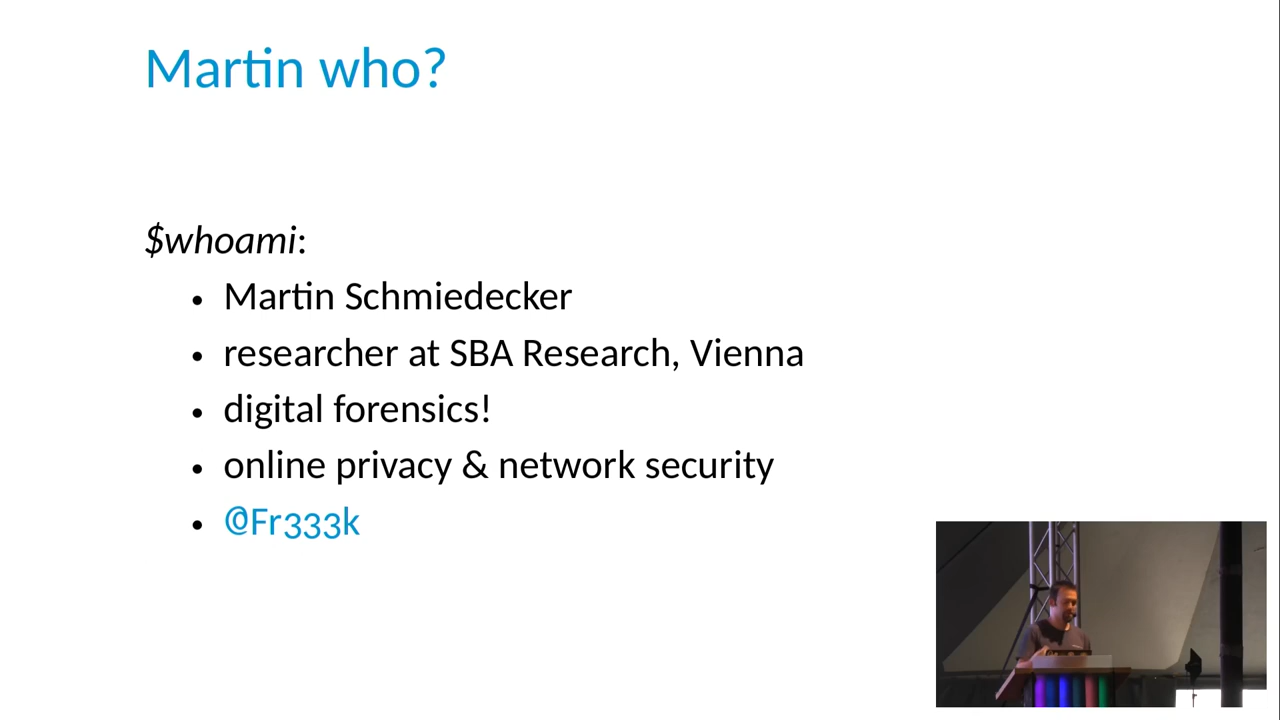 Martin who?
$whoami:
• Martin Schmiedecker
• researcher at SBA Research, Vienna
• digital forensics!
• online privacy & network security
• @Fr333k